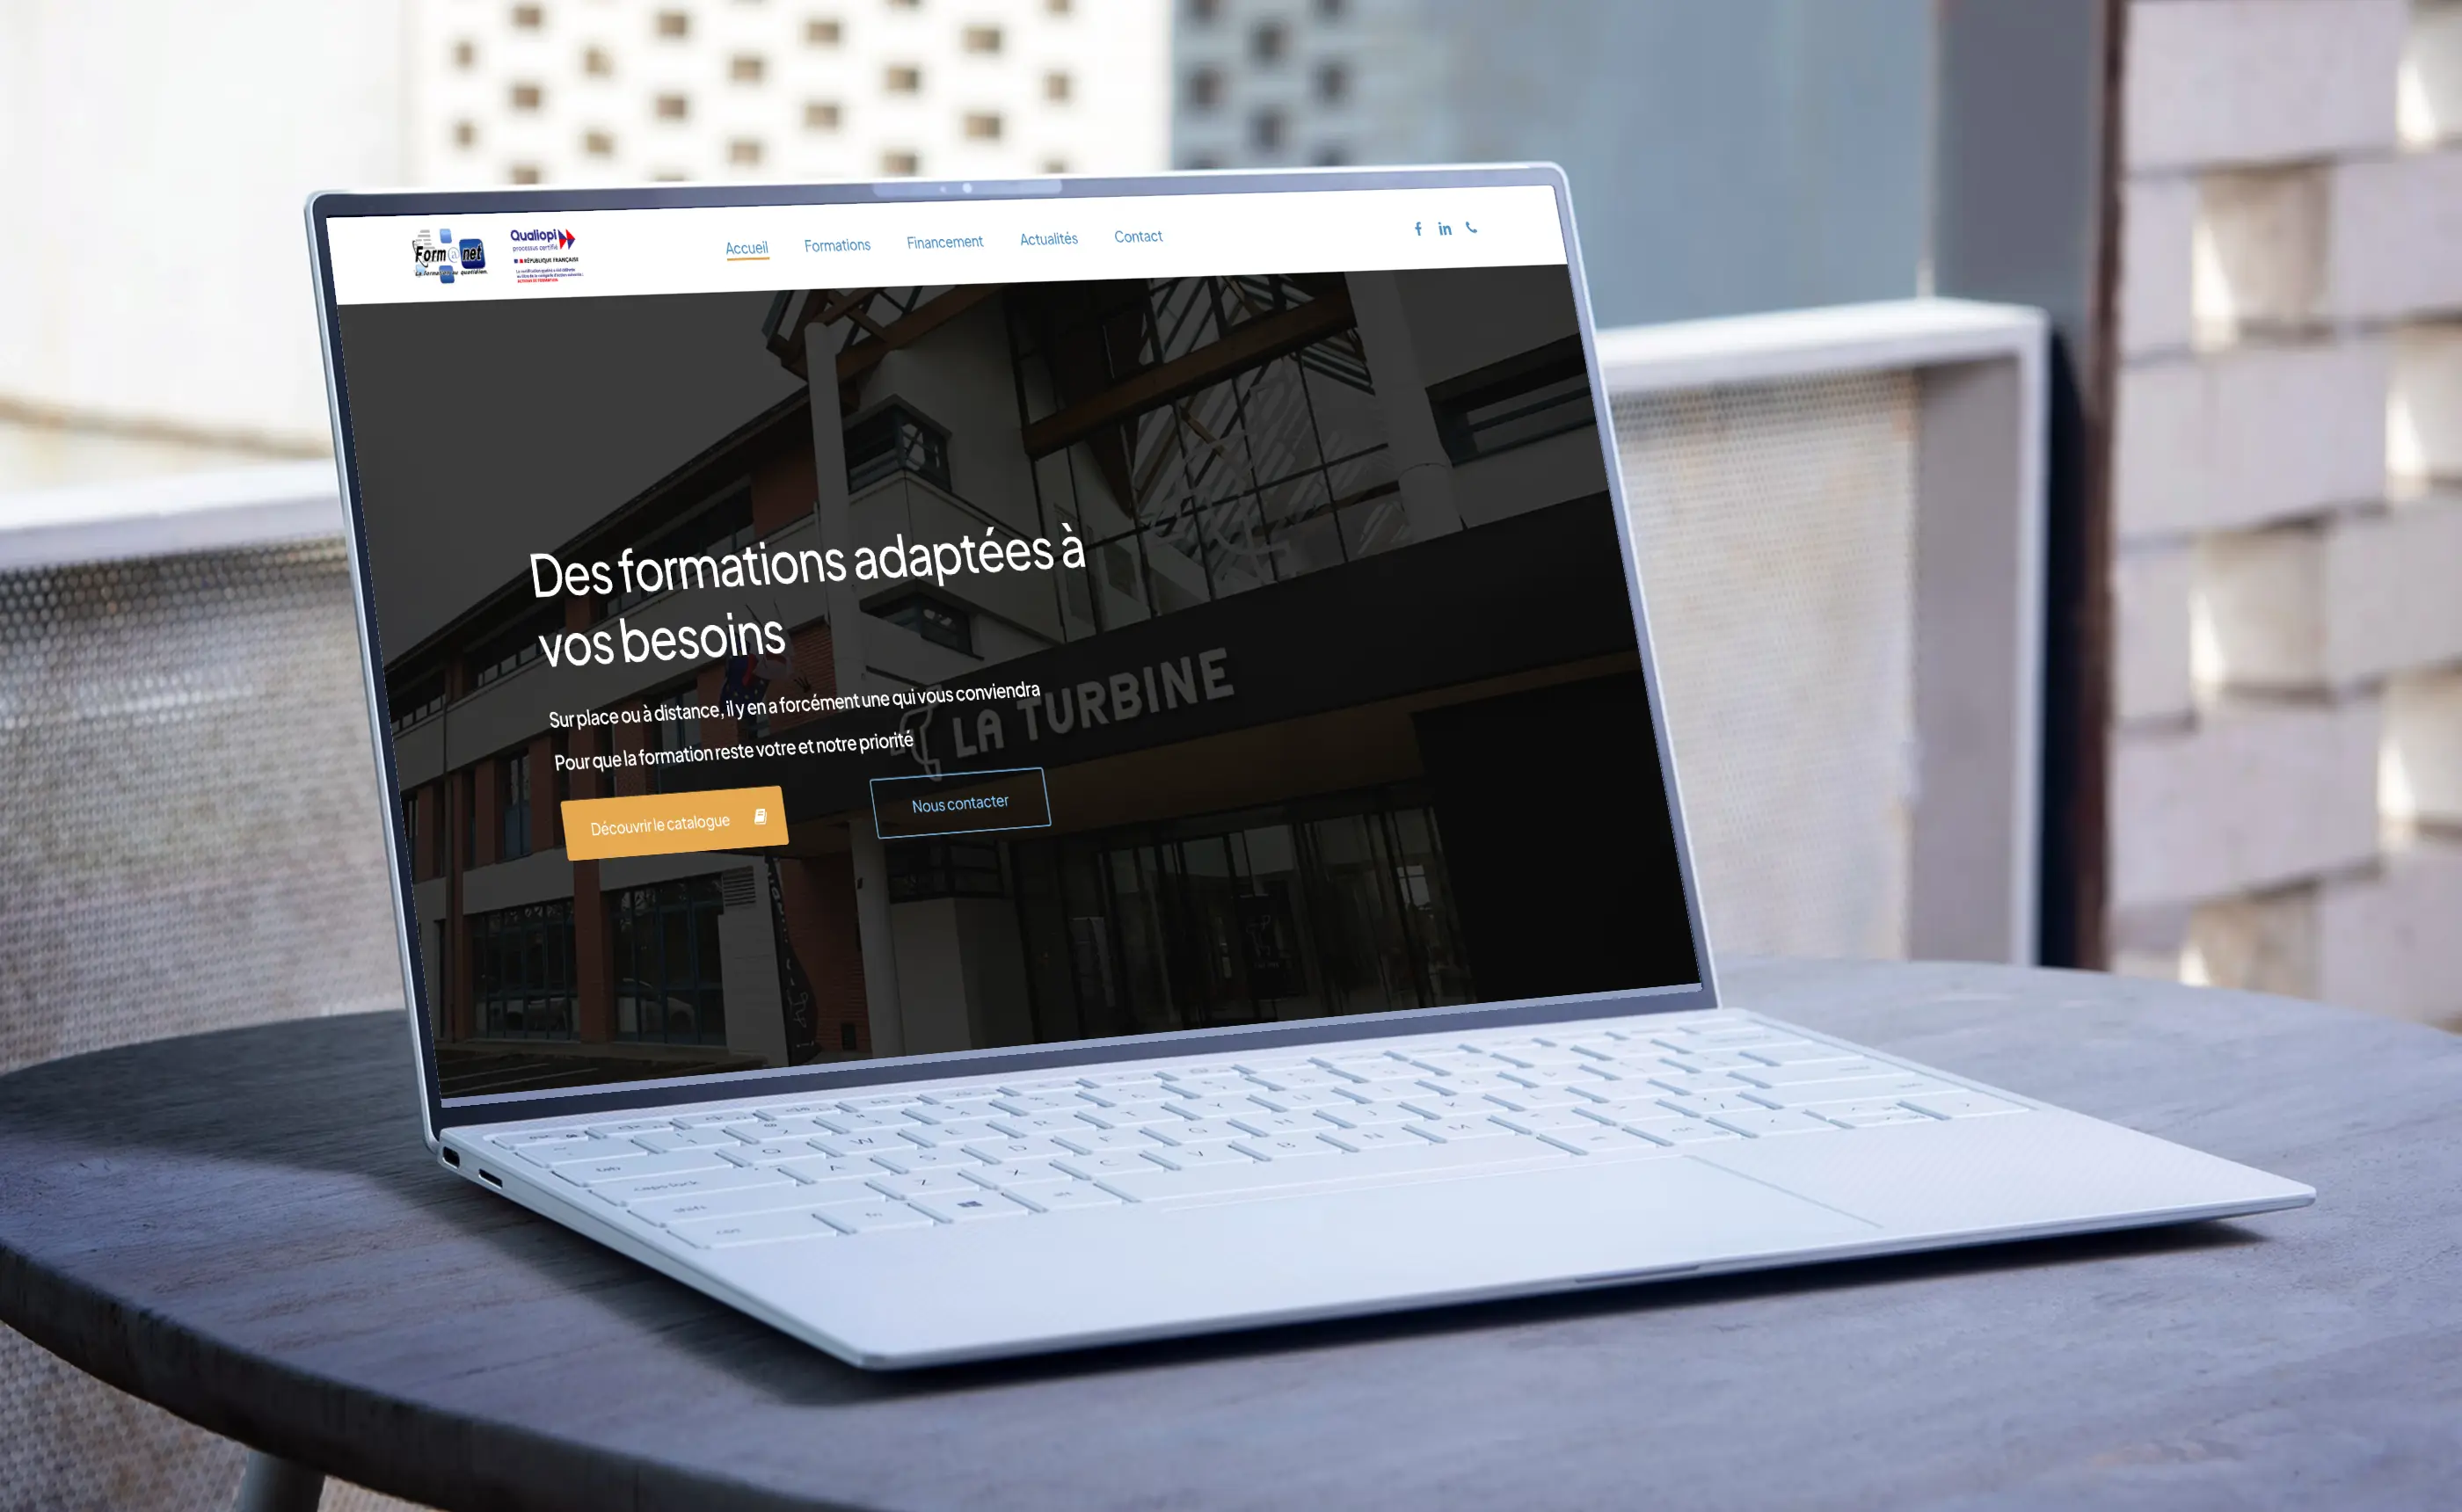 Form@net
La formation au quotidien.
Qualiopi
processus certifié
RÉPUBLIQUE FRANÇAISE
Accueil
Formations
Financement
Actualités
Contact
f in
Des formations adaptées à
vos besoins
Sur place ou à distance, il y en a forcément une qui vous conviendra
Pour que la formation reste votre et notre priorité
LA TURBINE
Découvrir le catalogue
Nous contacter